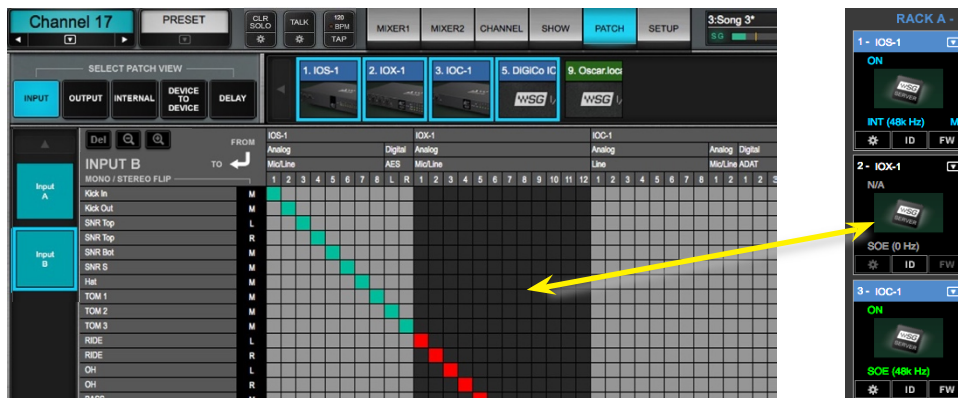 Channel 17
PRESET
CLR SOLO
TALK
120 BPM
TAP
MIXER1
MIXER2
CHANNEL
SHOW
PATCH
SETUP
3:Song 3*
SG
SELECT PATCH VIEW
INPUT
OUTPUT
INTERNAL
DEVICE TO DEVICE
DELAY
1. IOS-1
2. IOX-1
3. IOC-1
5. DiGiCo IC
9. Oscar.loca
WSG
WSG
Del
FROM
INPUT B
TO
MONO / STEREO FLIP
Input A
Input B
IOS-1 IOX-1 IOC-1
Analog Digital Analog Analog Analog Digital
Mic/Line AES Mic/Line Line Mic/Line ADAT
1 2 3 4 5 6 7 8 L R 1 2 3 4 5 6 7 8 9 10 11 12 1 2 3 4 5 6 7 8 1 2 1 2 3
Kick In M
Kick Out M
SNR Top L
SNR Top R
SNR Bot M
SNR S M
Hat M
TOM 1 M
TOM 2 M
TOM 3 M
RIDE L
RIDE R
OH L
OH R
BASS M
RACK A -
1 - IOS-1
ON
WSG SERVER
INT (48k Hz) M
ID FW
2 - IOX-1
N/A
WSG SERVER
SOE (0 Hz)
ID FW
3 - IOC-1
ON
WSG SERVER
SOE (48k Hz)
ID FW